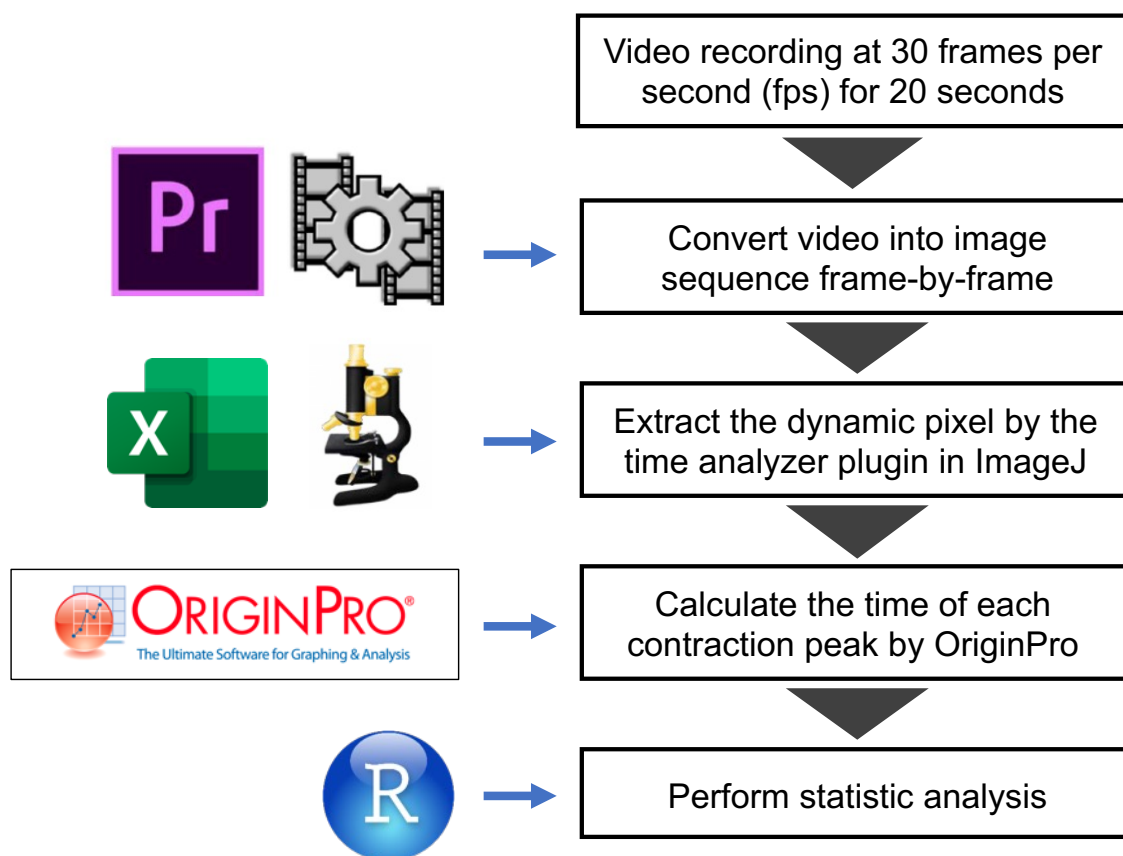 Video recording at 30 frames per
second (fps) for 20 seconds
Pr
Convert video into image
sequence frame-by-frame
X
Extract the dynamic pixel by the
time analyzer plugin in ImageJ
ORIGINPRO®
The Ultimate Software for Graphing & Analysis
Calculate the time of each
contraction peak by OriginPro
R
Perform statistic analysis